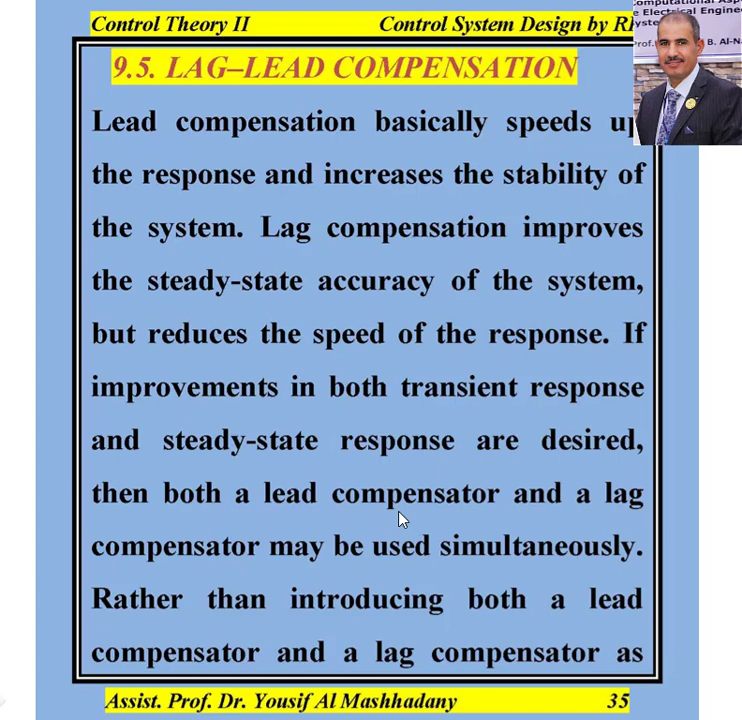 Control Theory II Control System Design by
9.5. LAG–LEAD COMPENSATION
Lead compensation basically speeds up
the response and increases the stability of
the system. Lag compensation improves
the steady-state accuracy of the system,
but reduces the speed of the response. If
improvements in both transient response
and steady-state response are desired,
then both a lead compensator and a lag
compensator may be used simultaneously.
Rather than introducing both a lead
compensator and a lag compensator as
Assist. Prof. Dr. Yousif Al Mashhadany 35